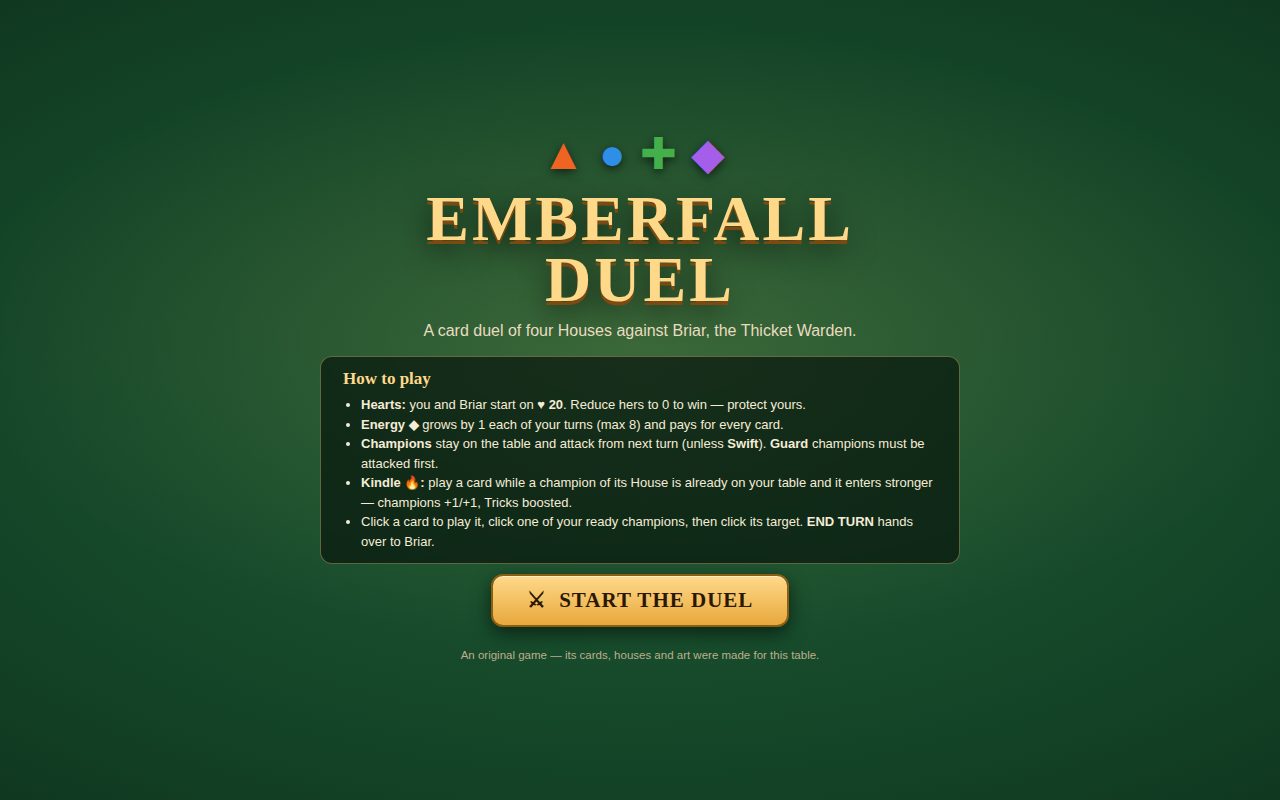 EMBERFALL
DUEL
A card duel of four Houses against Briar, the Thicket Warden.
How to play
• Hearts: you and Briar start on ♥ 20. Reduce hers to 0 to win — protect yours.
• Energy ◆ grows by 1 each of your turns (max 8) and pays for every card.
• Champions stay on the table and attack from next turn (unless Swift). Guard champions must be
attacked first.
• Kindle 🔥: play a card while a champion of its House is already on your table and it enters stronger
— champions +1/+1, Tricks boosted.
• Click a card to play it, click one of your ready champions, then click its target. END TURN hands
over to Briar.
⚔ START THE DUEL
An original game — its cards, houses and art were made for this table.